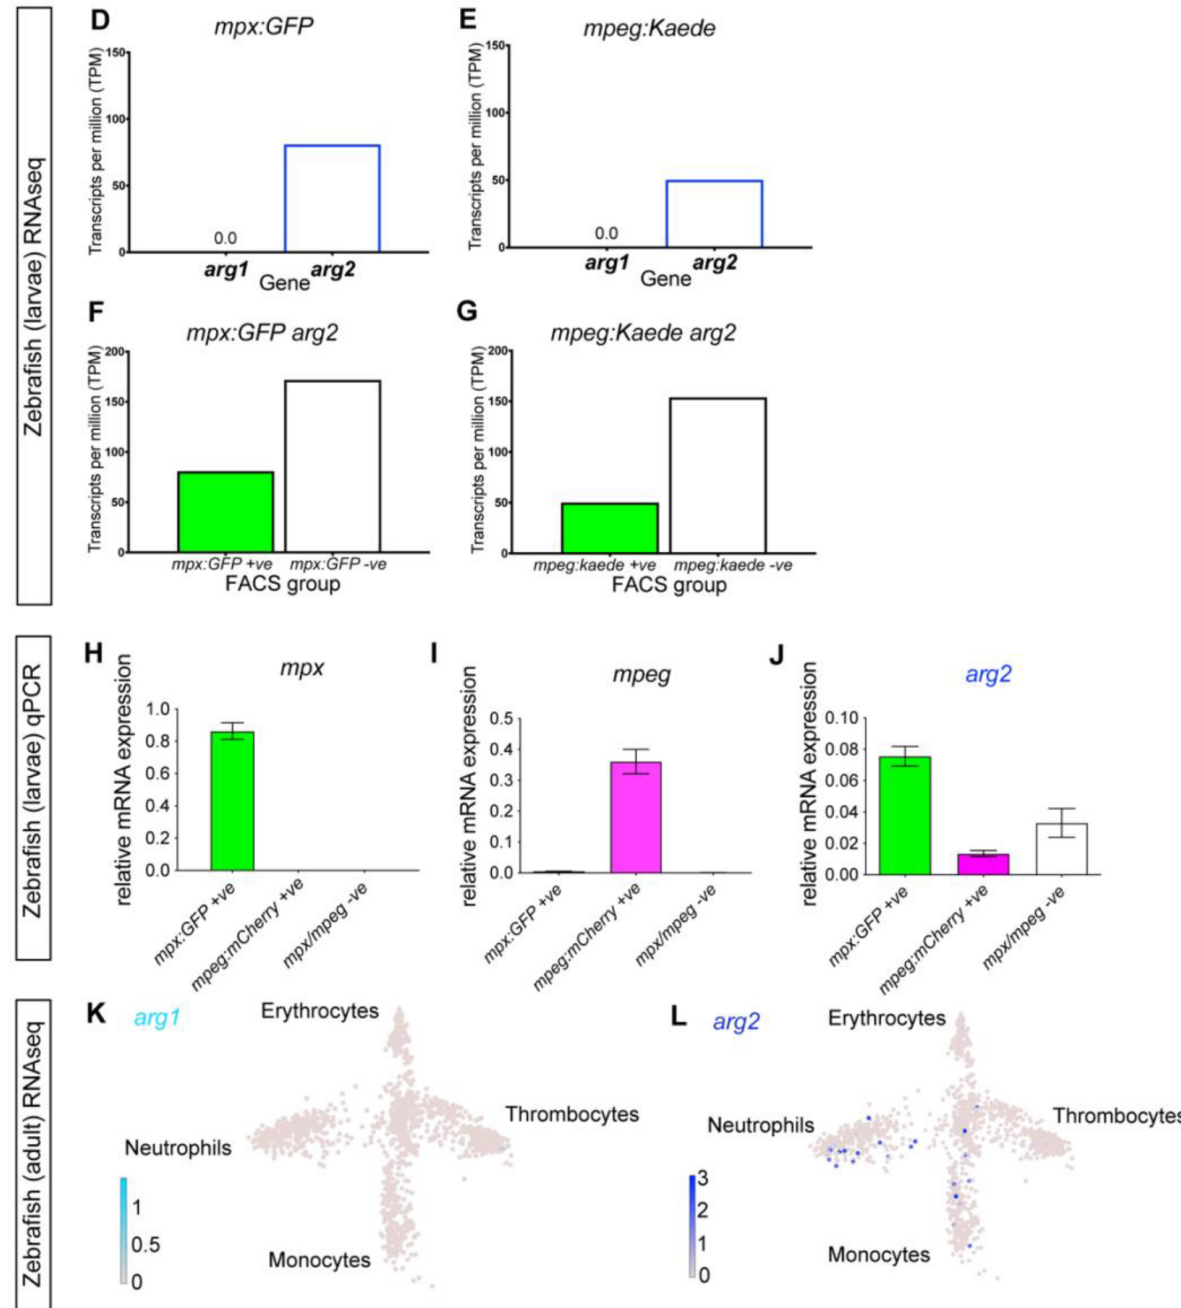 Zebrafish (larvae) RNAseq
D
mpx:GFP
Transcripts per million (TPM)
150
100
50
0
0.0
arg1
arg2
Gene
E
mpeg:Kaede
Transcripts per million (TPM)
150
100
50
0
0.0
arg1
arg2
Gene
F
mpx:GFP arg2
Transcripts per million (TPM)
200
150
100
50
0
mpx:GFP +ve
mpx:GFP -ve
FACS group
G
mpeg:Kaede arg2
Transcripts per million (TPM)
200
150
100
50
0
mpeg:kaede +ve
mpeg:kaede -ve
FACS group
Zebrafish (larvae) qPCR
H
mpx
relative mRNA expression
1.0
0.8
0.6
0.4
0.2
0.0
mpx:GFP +ve
mpeg:mCherry +ve
mpx/mpeg -ve
I
mpeg
relative mRNA expression
0.5
0.4
0.3
0.2
0.1
0.0
mpx:GFP +ve
mpeg:mCherry +ve
mpx/mpeg -ve
J
arg2
relative mRNA expression
0.10
0.08
0.06
0.04
0.02
0.00
mpx:GFP +ve
mpeg:mCherry +ve
mpx/mpeg -ve
Zebrafish (adult) RNAseq
K
arg1
Erythrocytes
Thrombocytes
Neutrophils
Monocytes
1
0.5
0
L
arg2
Erythrocytes
Thrombocytes
Neutrophils
Monocytes
3
2
1
0